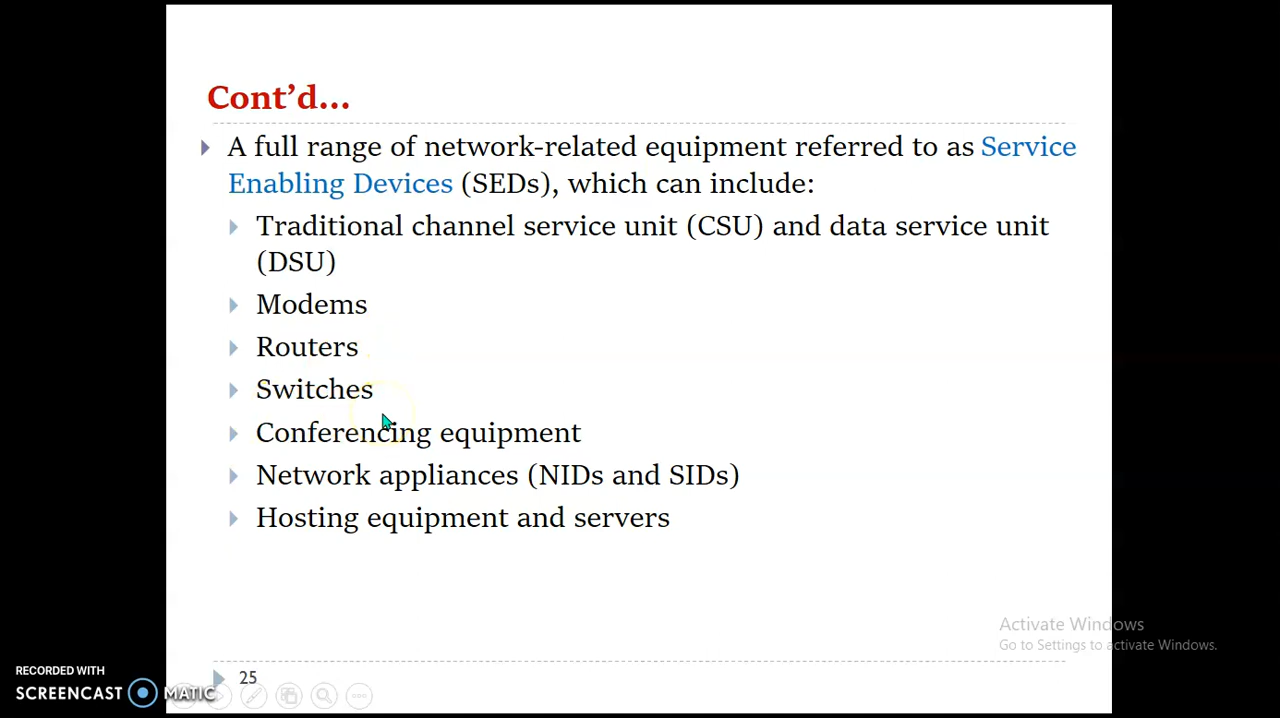 Cont’d…
A full range of network-related equipment referred to as Service
Enabling Devices (SEDs), which can include:
Traditional channel service unit (CSU) and data service unit
(DSU)
Modems
Routers
Switches
Conferencing equipment
Network appliances (NIDs and SIDs)
Hosting equipment and servers
Activate Windows
Go to Settings to activate Windows.
25
RECORDED WITH
SCREENCAST MATIC